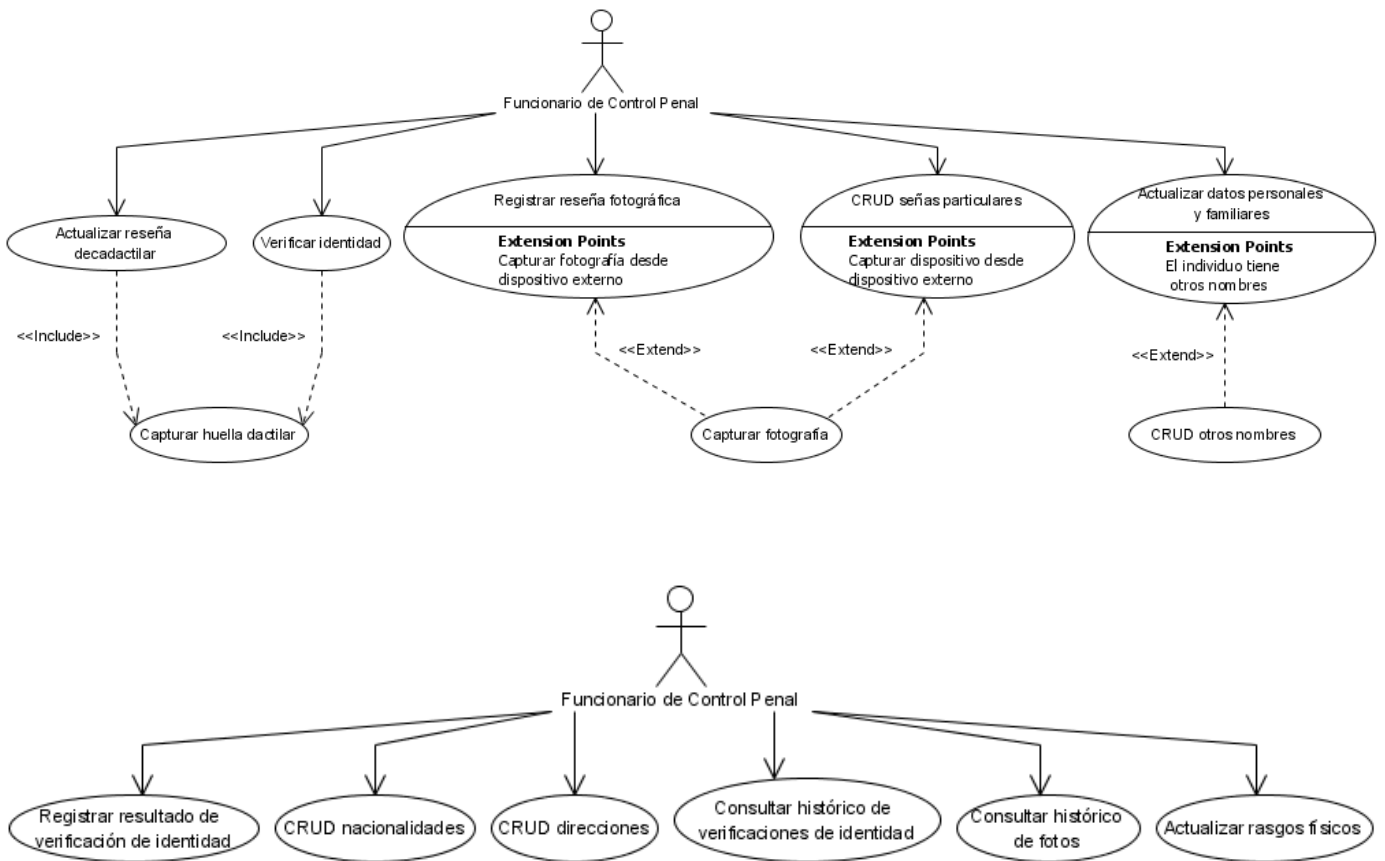 Funcionario de Control Penal
Actualizar reseña
decadactilar
Verificar identidad
Registrar reseña fotográfica
Extension Points
Capturar fotografía desde
dispositivo externo
CRUD señas particulares
Extension Points
Capturar dispositivo desde
dispositivo externo
Actualizar datos personales
y familiares
Extension Points
El individuo tiene
otros nombres
<<Include>>
<<Include>>
<<Extend>>
<<Extend>>
<<Extend>>
Capturar huella dactilar
Capturar fotografía
CRUD otros nombres
Funcionario de Control Penal
Registrar resultado de
verificación de identidad
CRUD nacionalidades
CRUD direcciones
Consultar histórico de
verificaciones de identidad
Consultar histórico
de fotos
Actualizar rasgos físicos